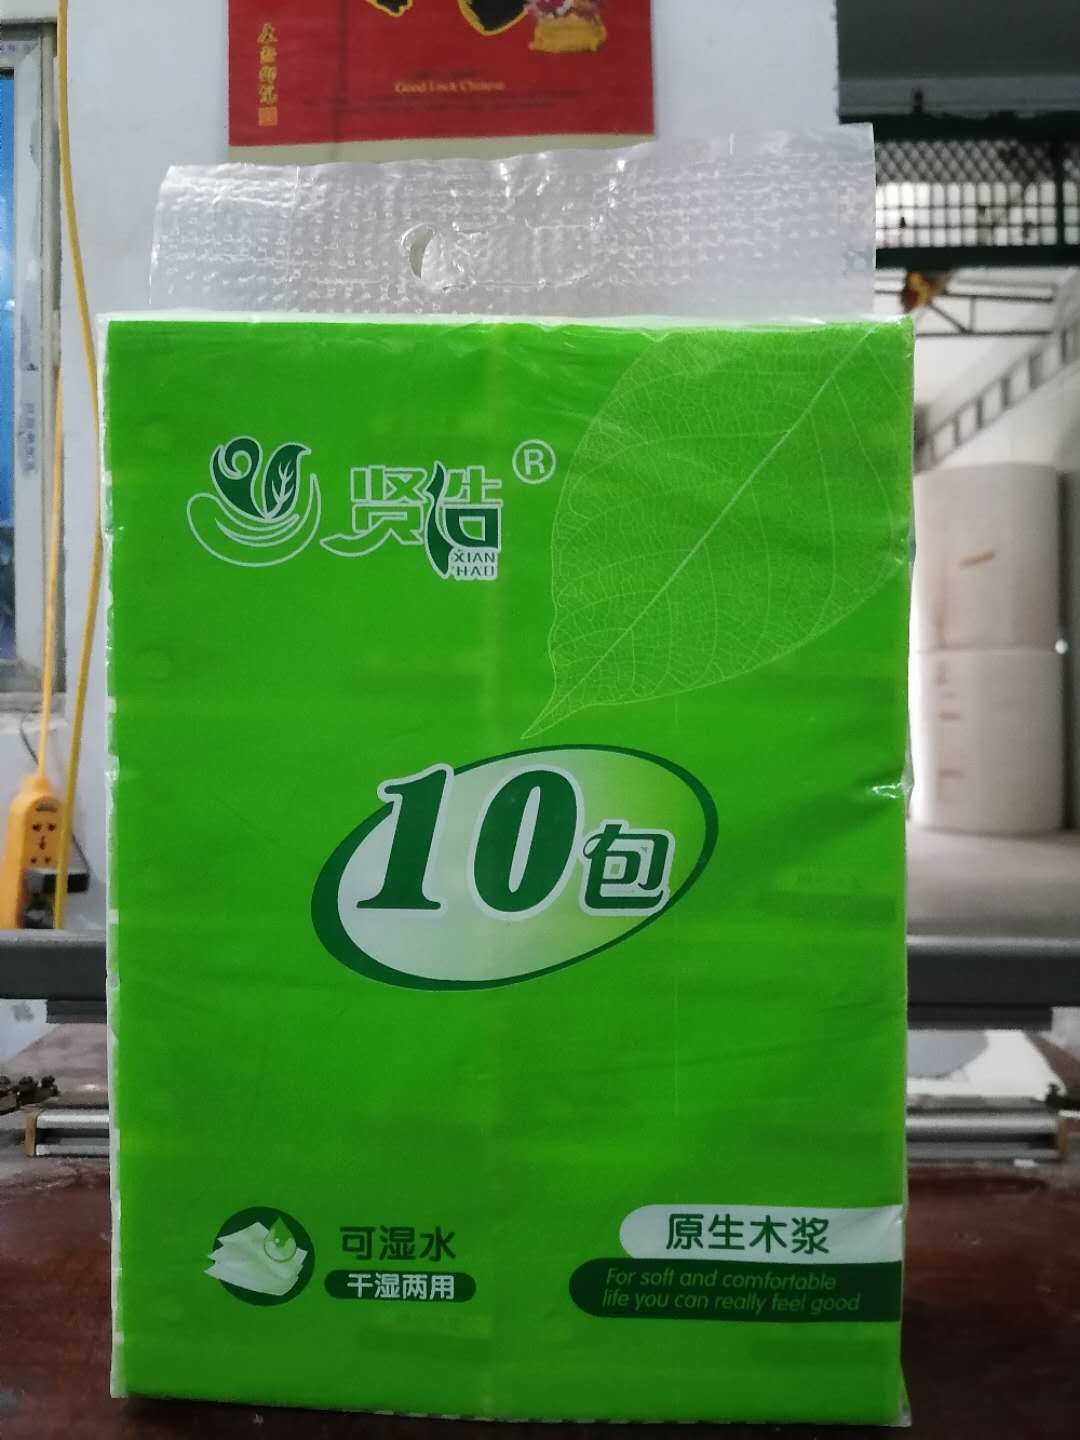 Good Luck Chinese
贤浩®
XIAN
HAO
10包
可湿水
干湿两用
原生木浆
For soft and comfortable
life you can really feel good